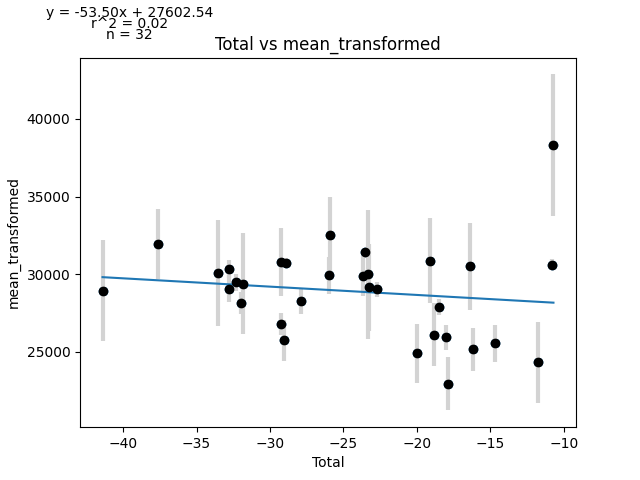 y = -53.50x + 27602.54
r^2 = 0.02
n = 32
Total vs mean_transformed
40000
35000
30000
25000
mean_transformed
−40
−35
−30
−25
−20
−15
−10
Total